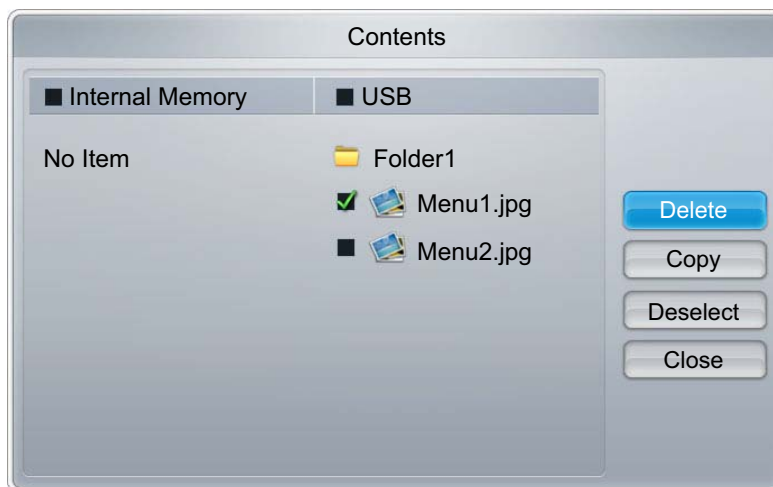 Contents
Internal Memory
USB
No Item
Folder1
Menu1.jpg
Menu2.jpg
Delete
Copy
Deselect
Close